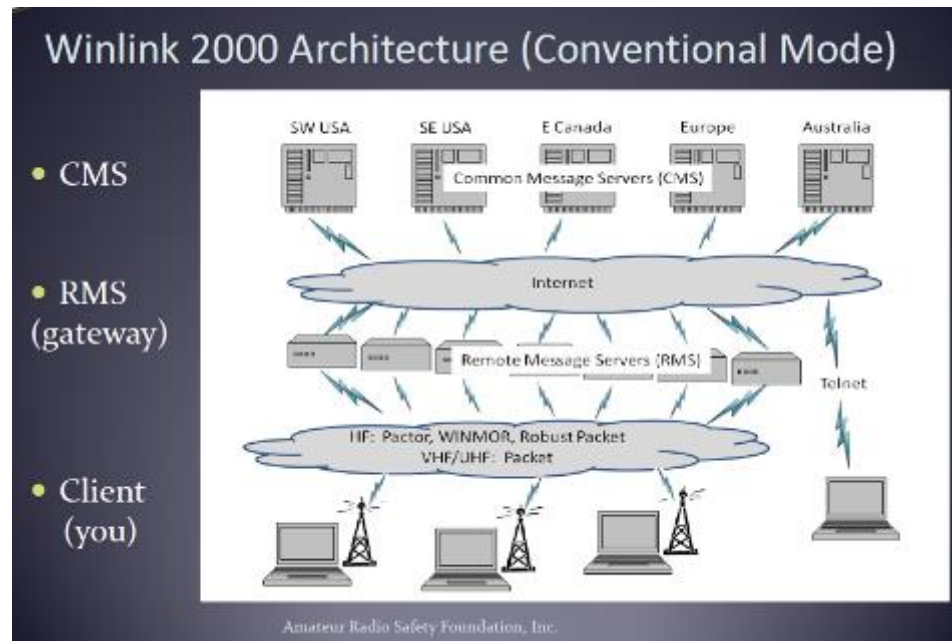 Winlink 2000 Architecture (Conventional Mode)
• CMS
• RMS
(gateway)
• Client
(you)
SW USA SE USA E Canada Europe Australia
Common Message Servers (CMS)
Internet
Remote Message Servers (RMS)
Telnet
HF: Pactor, WINMOR, Robust Packet
VHF/UHF: Packet
Amateur Radio Safety Foundation, Inc.